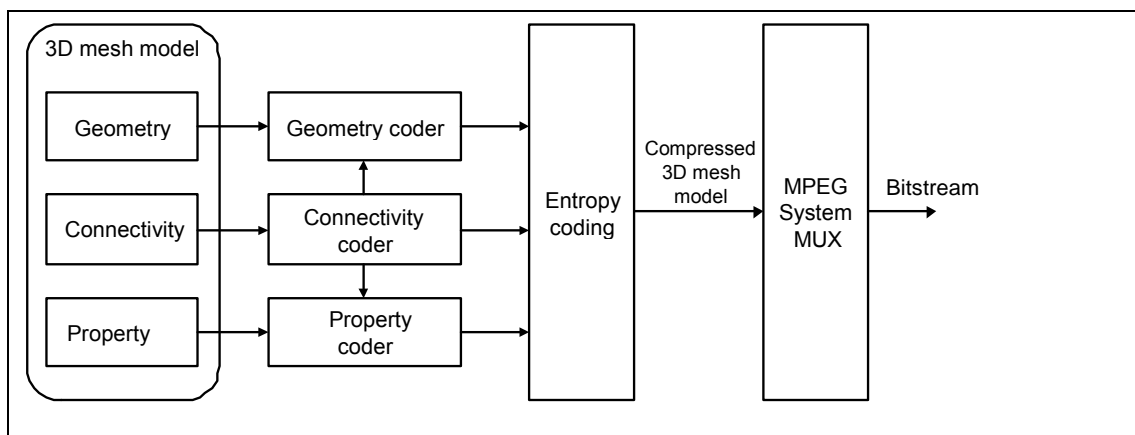 3D mesh model
Geometry
Geometry coder
Connectivity
Connectivity
coder
Property
Property
coder
Entropy
coding
Compressed
3D mesh
model
MPEG
System
MUX
Bitstream